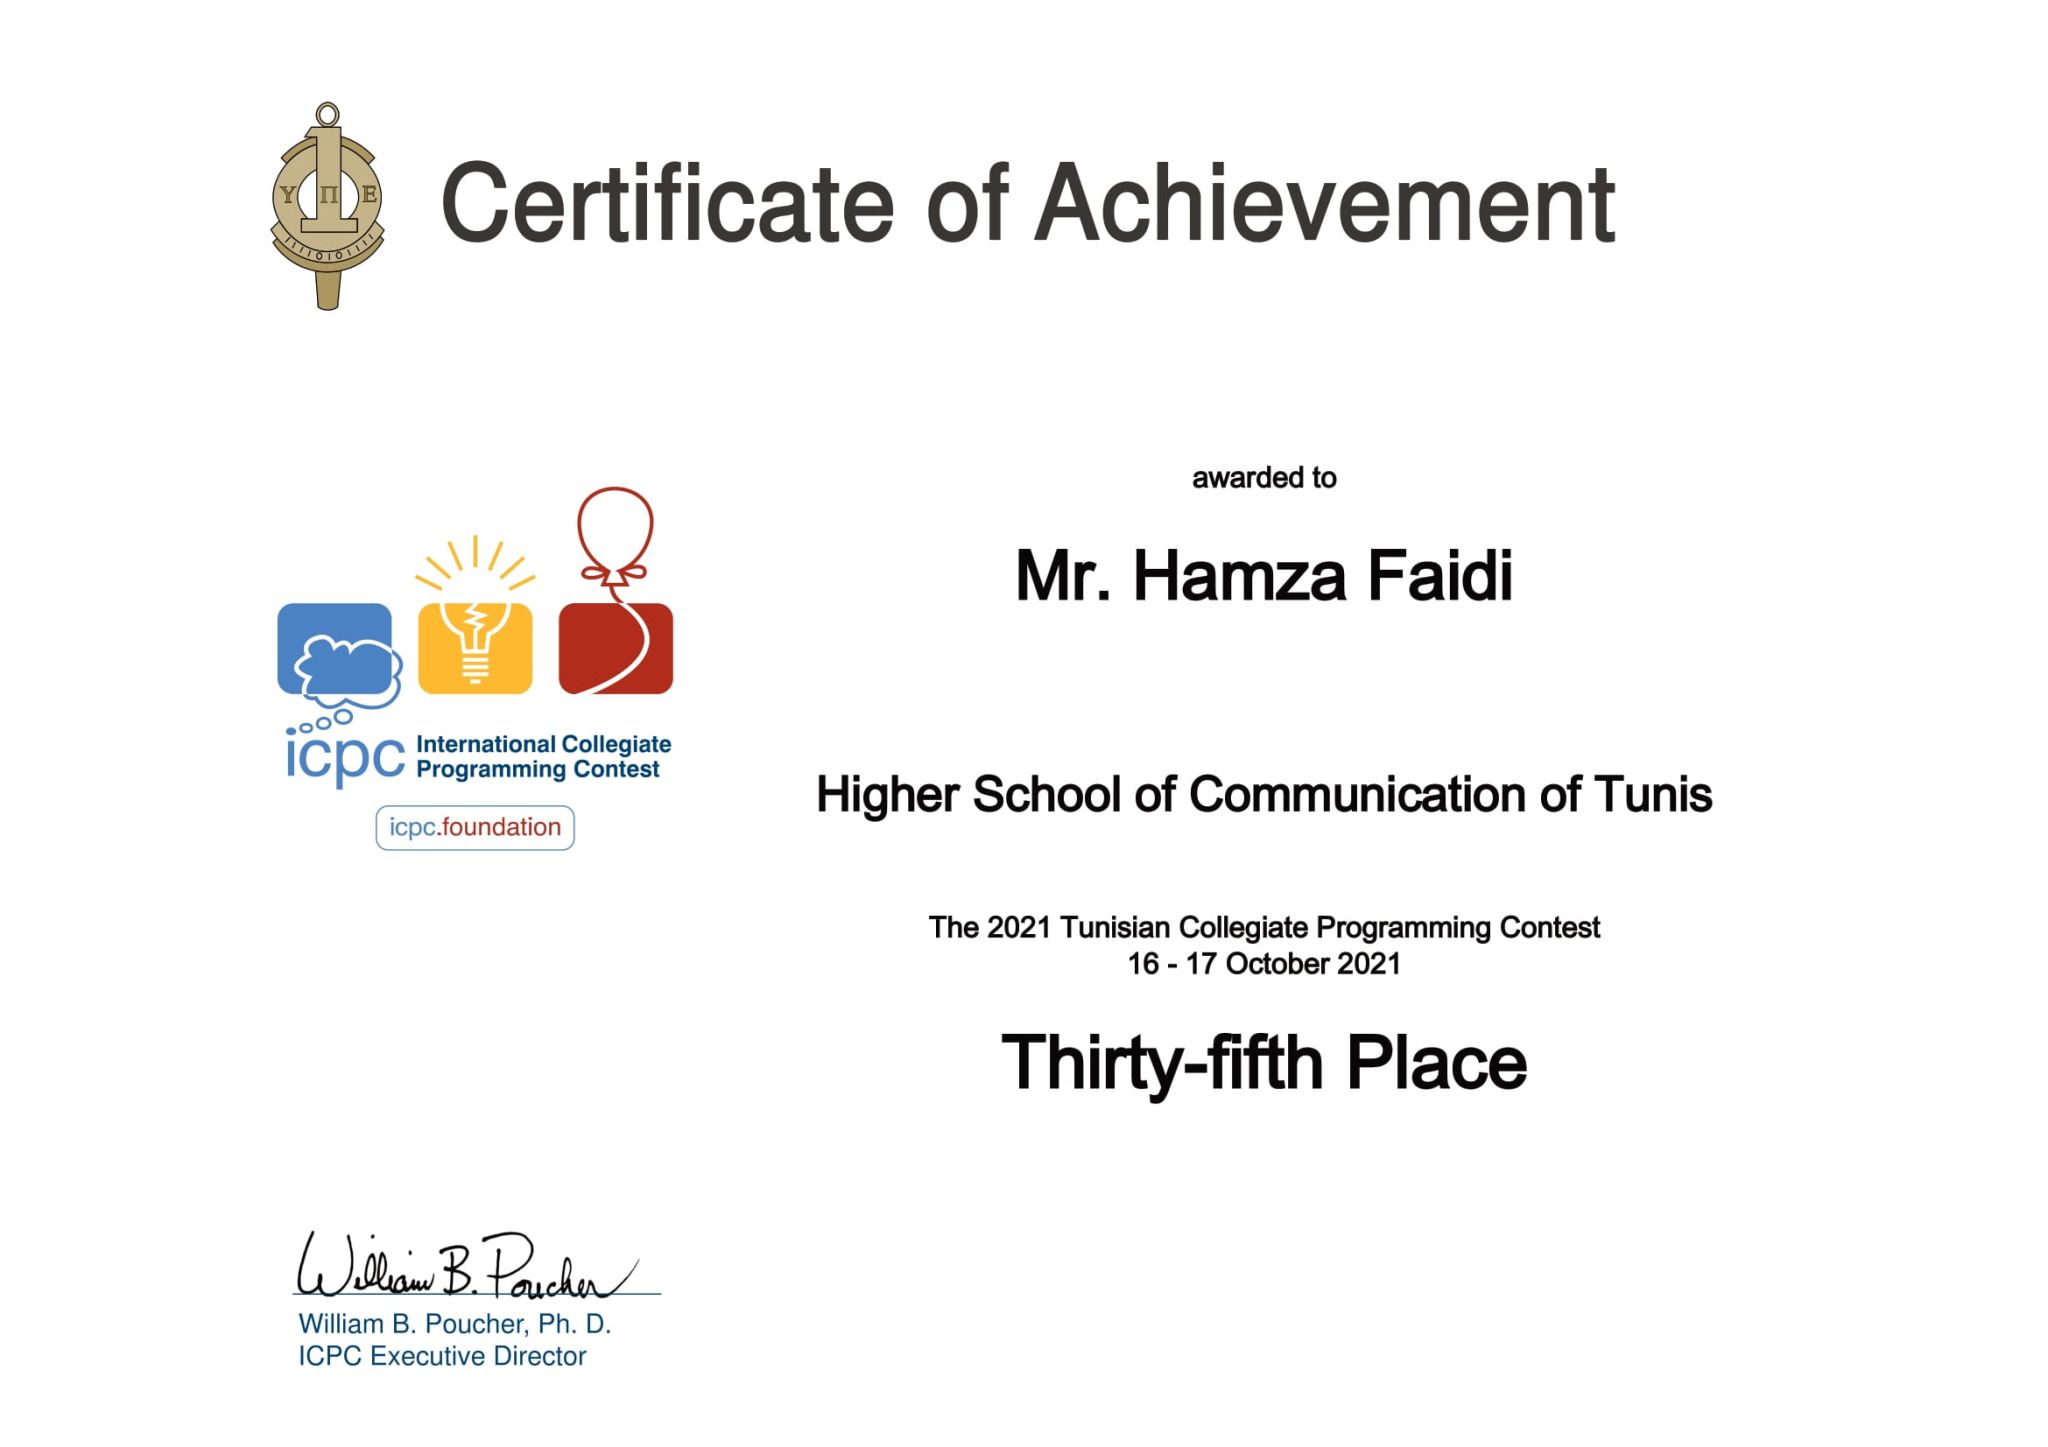 Certificate of Achievement
Υ Π Ε
awarded to
Mr. Hamza Faidi
icpc International Collegiate
Programming Contest
icpc.foundation
Higher School of Communication of Tunis
The 2021 Tunisian Collegiate Programming Contest
16 - 17 October 2021
Thirty-fifth Place
William B. Poucher
William B. Poucher, Ph. D.
ICPC Executive Director